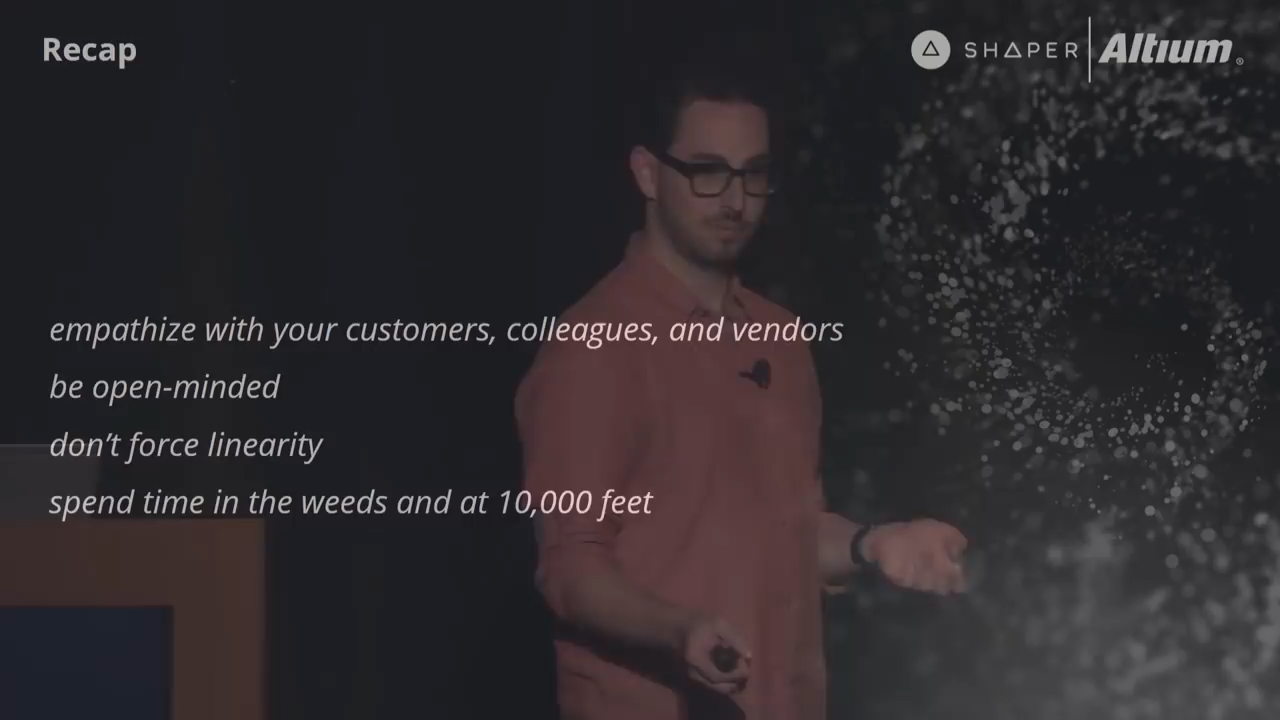 Recap
SHAPER
Altium
empathize with your customers, colleagues, and vendors
be open-minded
don't force linearity
spend time in the weeds and at 10,000 feet